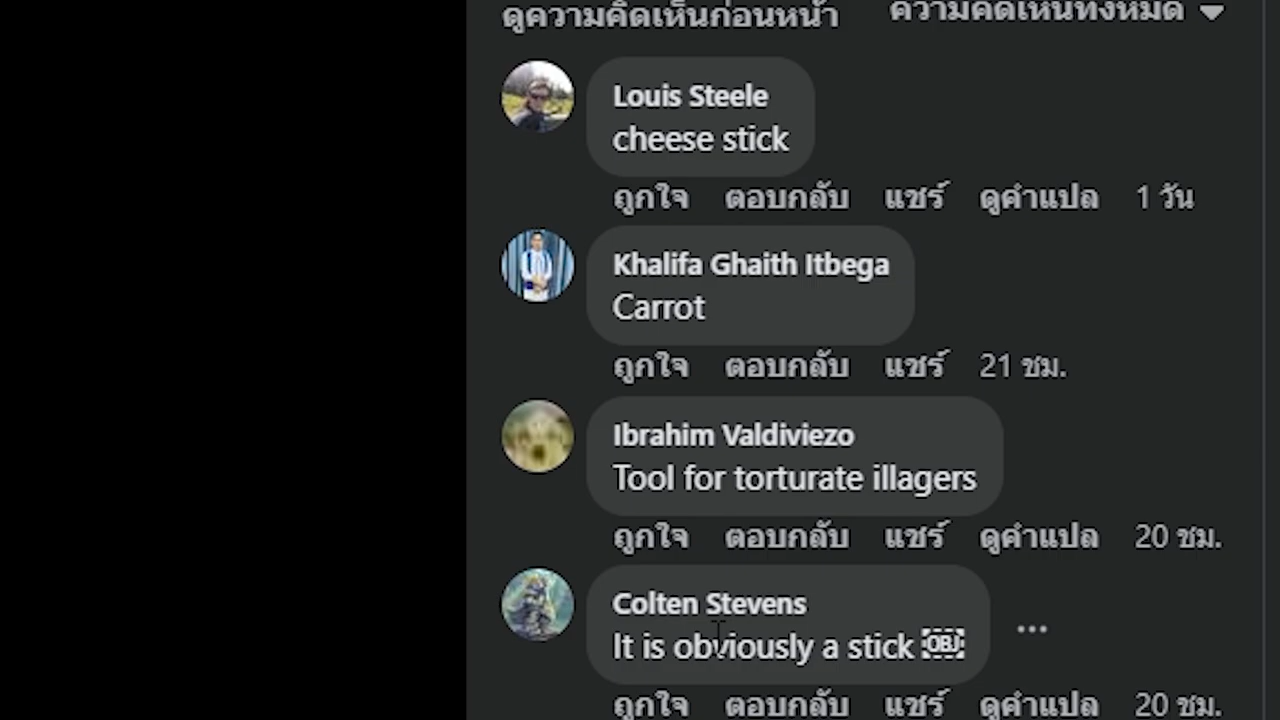 ดูความคิดเห็นก่อนหน้า ความคิดเห็นทั้งหมด
Louis Steele
cheese stick
ถูกใจ ตอบกลับ แชร์ ดูคำแปล 1 วัน
Khalifa Ghaith Itbega
Carrot
ถูกใจ ตอบกลับ แชร์ 21 ชม.
Ibrahim Valdiviezo
Tool for torturate illagers
ถูกใจ ตอบกลับ แชร์ ดูคำแปล 20 ชม.
Colten Stevens
It is obviously a stick OBJ
ถูกใจ ตอบกลับ แชร์ ดูคำแปล 20 ชม.